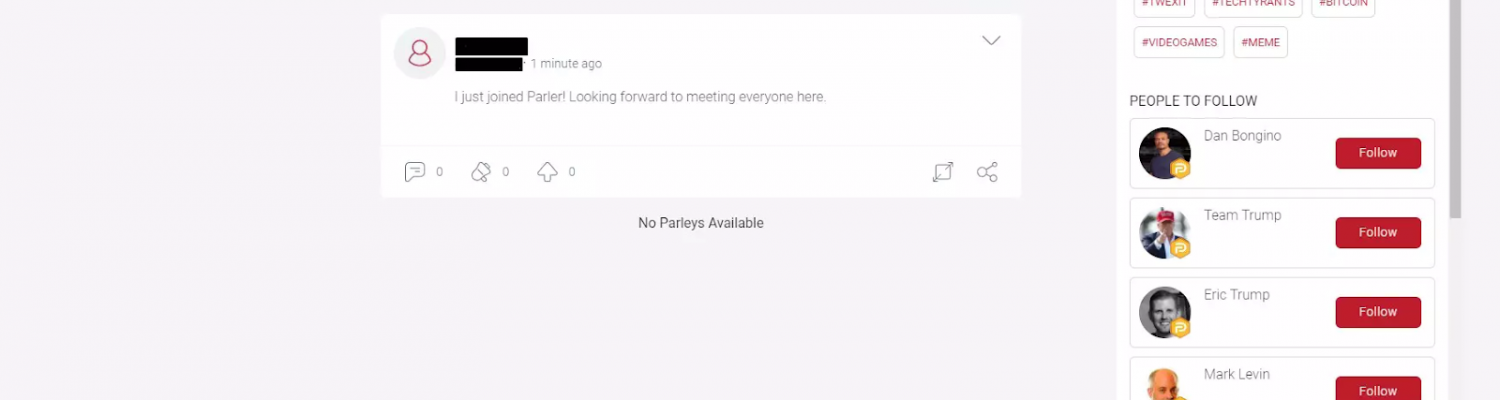 #TWEXIT #TECHTYRANTS #BITCOIN
#VIDEOGAMES #MEME
· 1 minute ago
I just joined Parler! Looking forward to meeting everyone here.
0 0 0
No Parleys Available
PEOPLE TO FOLLOW
Dan Bongino Follow
Team Trump Follow
Eric Trump Follow
Mark Levin Follow